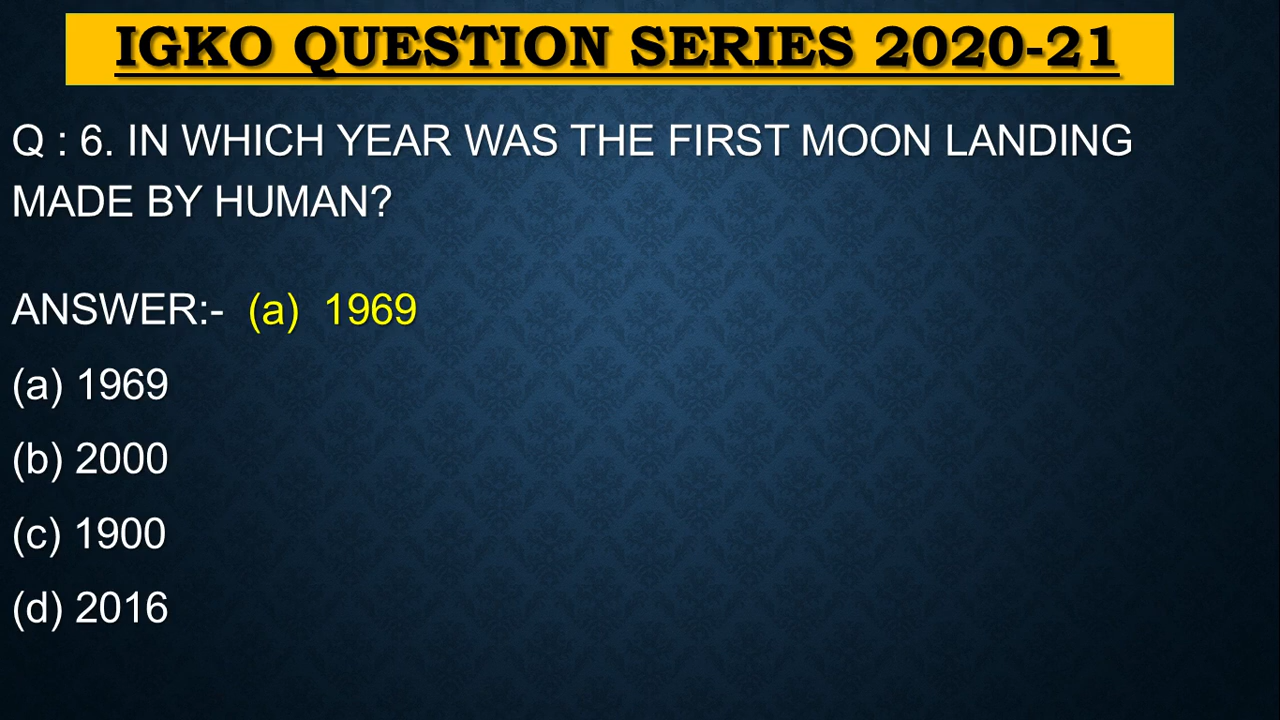 IGKO QUESTION SERIES 2020-21
Q : 6. IN WHICH YEAR WAS THE FIRST MOON LANDING
MADE BY HUMAN?
ANSWER:- (a) 1969
(a) 1969
(b) 2000
(c) 1900
(d) 2016